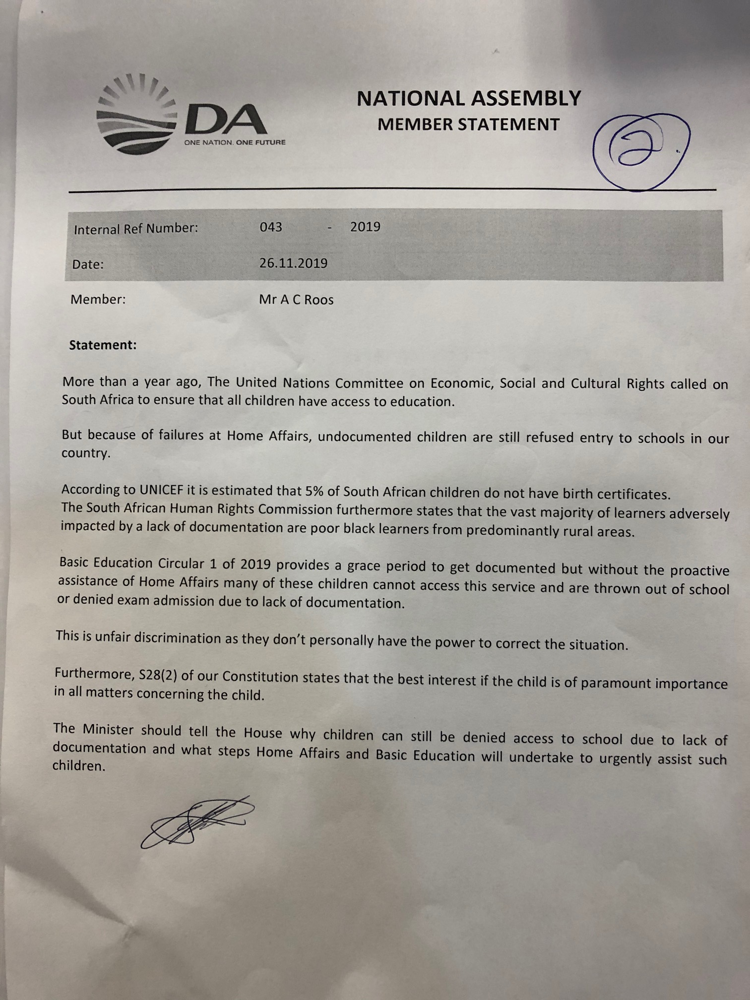 DA
ONE NATION. ONE FUTURE
NATIONAL ASSEMBLY
MEMBER STATEMENT
2
Internal Ref Number: 043 - 2019
Date: 26.11.2019
Member: Mr A C Roos
Statement:
More than a year ago, The United Nations Committee on Economic, Social and Cultural Rights called on
South Africa to ensure that all children have access to education.
But because of failures at Home Affairs, undocumented children are still refused entry to schools in our
country.
According to UNICEF it is estimated that 5% of South African children do not have birth certificates.
The South African Human Rights Commission furthermore states that the vast majority of learners adversely
impacted by a lack of documentation are poor black learners from predominantly rural areas.
Basic Education Circular 1 of 2019 provides a grace period to get documented but without the proactive
assistance of Home Affairs many of these children cannot access this service and are thrown out of school
or denied exam admission due to lack of documentation.
This is unfair discrimination as they don't personally have the power to correct the situation.
Furthermore, S28(2) of our Constitution states that the best interest if the child is of paramount importance
in all matters concerning the child.
The Minister should tell the House why children can still be denied access to school due to lack of
documentation and what steps Home Affairs and Basic Education will undertake to urgently assist such
children.